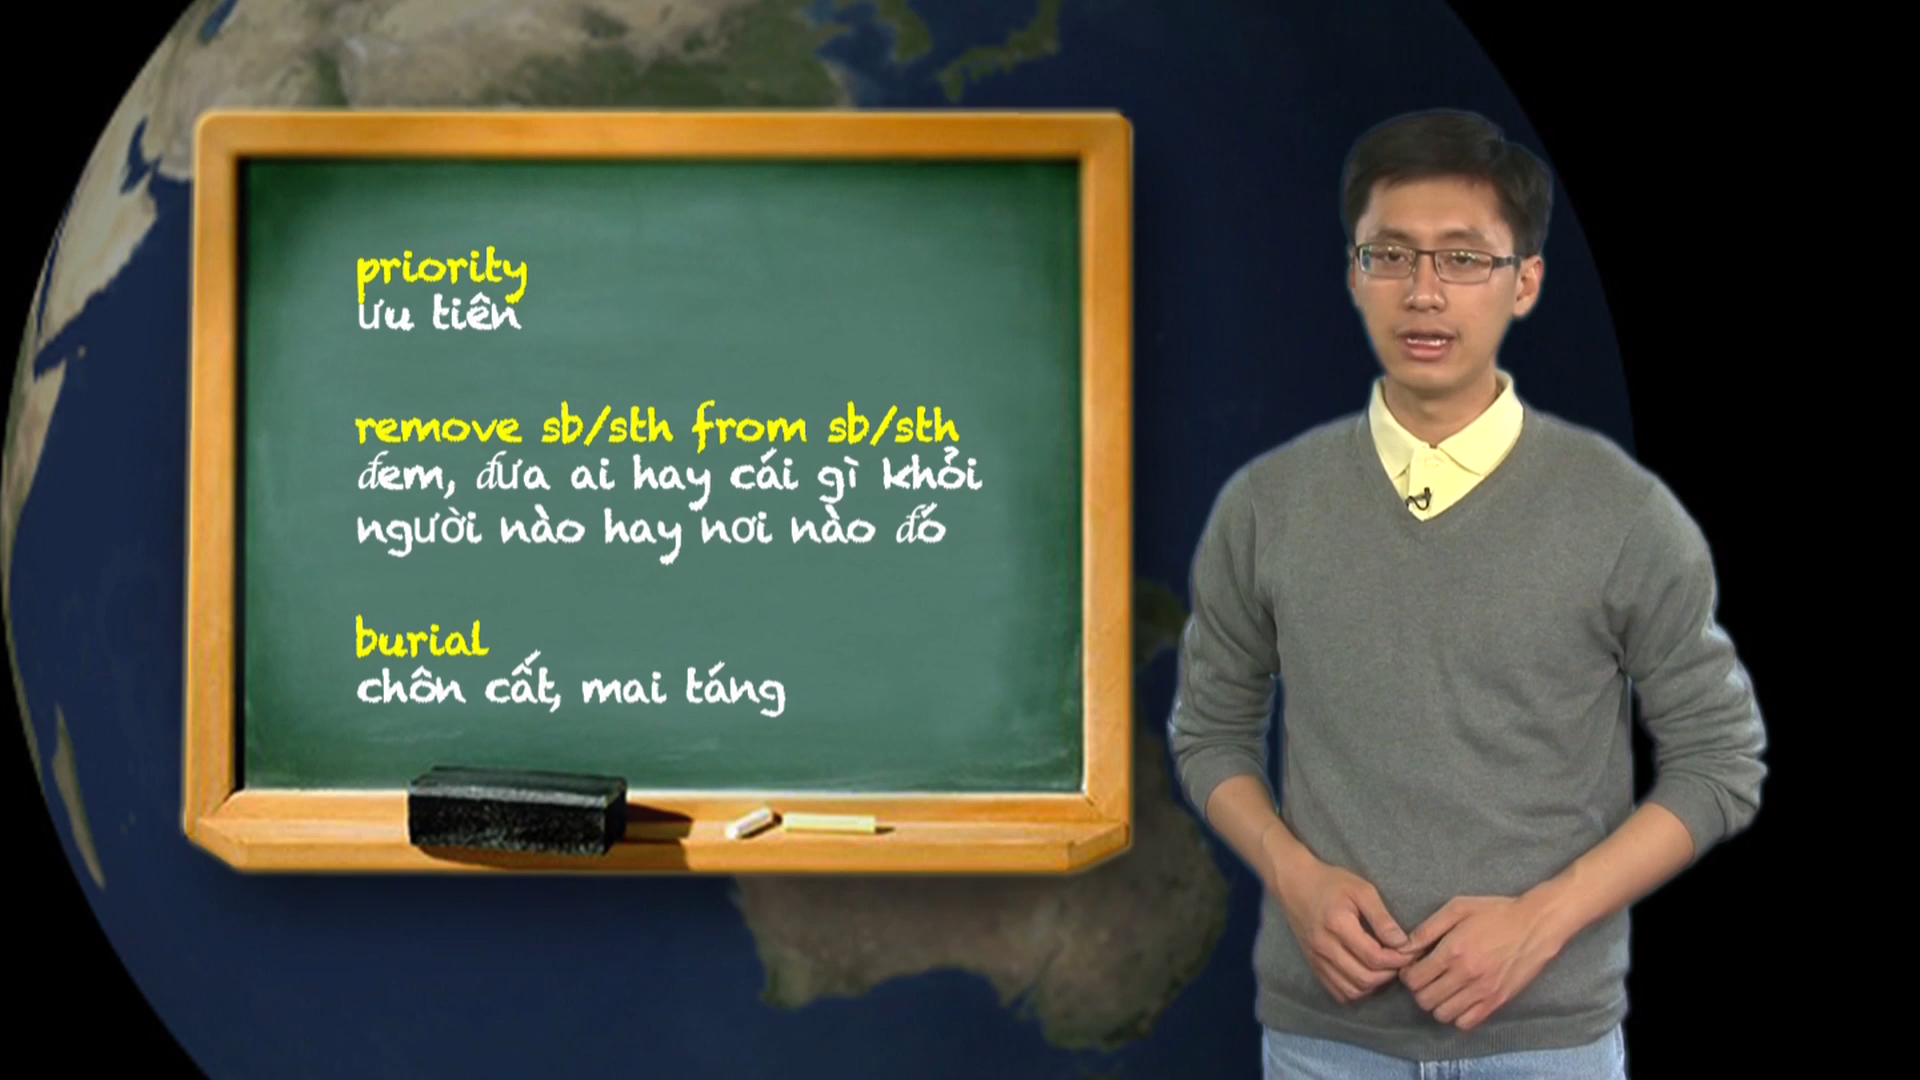 priority
ưu tiên
remove sb/sth from sb/sth
đem, đưa ai hay cái gì khỏi
người nào hay nơi nào đó
burial
chôn cất, mai táng